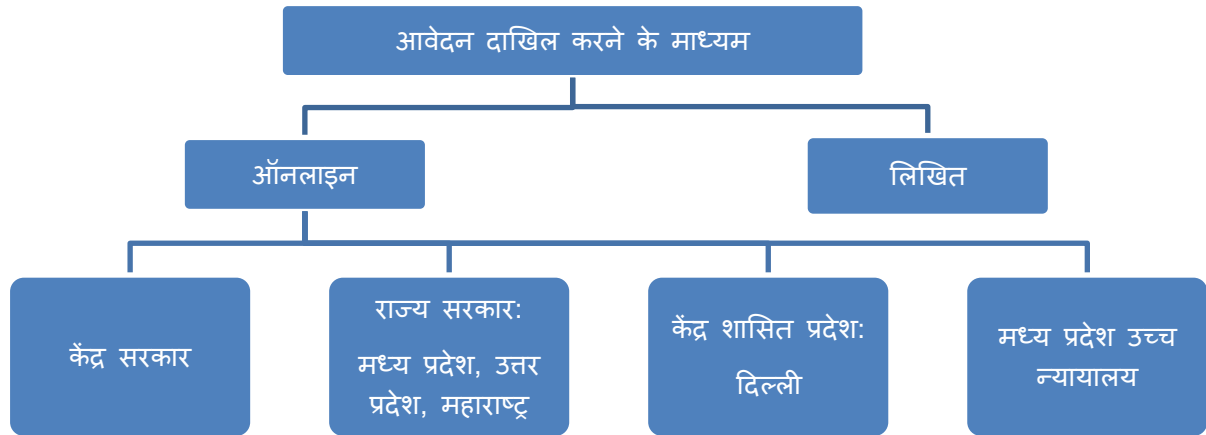 आवेदन दाखिल करने के माध्यम
ऑनलाइन
लिखित
केंद्र सरकार
राज्य सरकार:
मध्य प्रदेश, उत्तर
प्रदेश, महाराष्ट्र
केंद्र शासित प्रदेश:
दिल्ली
मध्य प्रदेश उच्च
न्यायालय